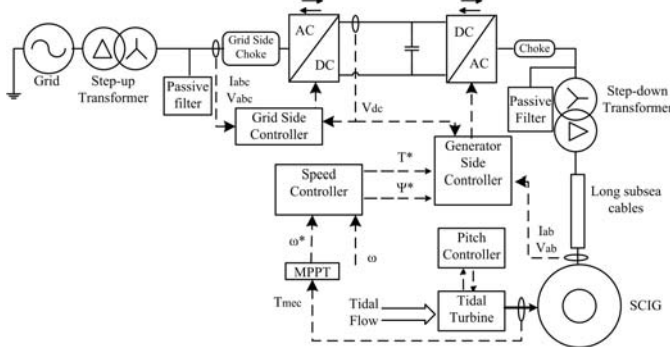 AC
DC
DC
AC
Grid Side
Choke
Choke
Grid
Step-up
Transformer
Passive
filter
Iabc
Vabc
Vdc
Passive
Filter
Step-down
Transformer
Grid Side
Controller
Generator
Side
Controller
Speed
Controller
T*
Ψ*
Long subsea
cables
ω*
ω
Iab
Vab
Pitch
Controller
MPPT
Tmec
Tidal
Flow
Tidal
Turbine
SCIG